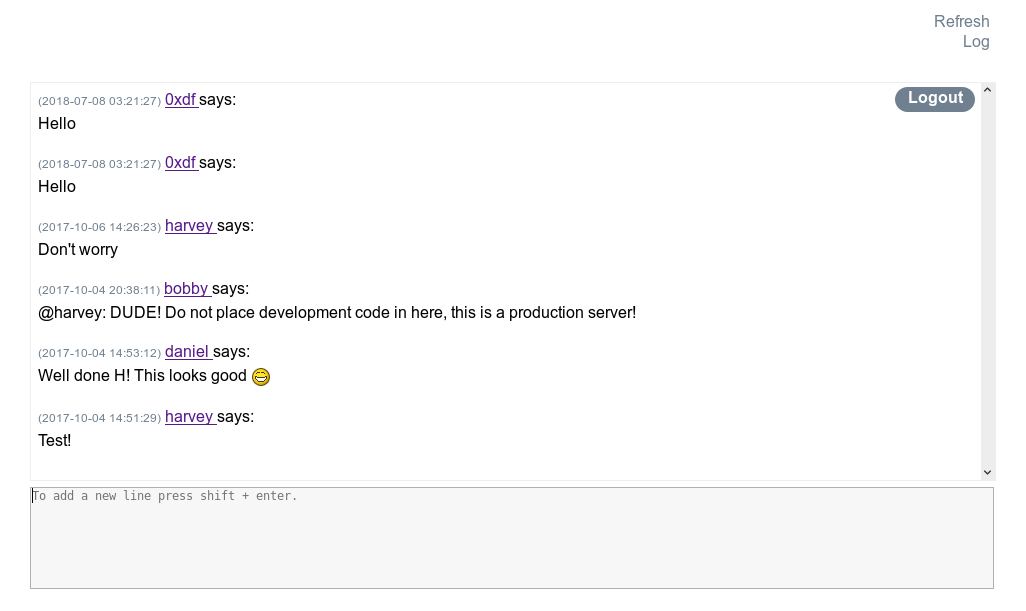 Refresh
Log
(2018-07-08 03:21:27) 0xdf says:
Logout
Hello
(2018-07-08 03:21:27) 0xdf says:
Hello
(2017-10-06 14:26:23) harvey says:
Don't worry
(2017-10-04 20:38:11) bobby says:
@harvey: DUDE! Do not place development code in here, this is a production server!
(2017-10-04 14:53:12) daniel says:
Well done H! This looks good 
(2017-10-04 14:51:29) harvey says:
Test!
To add a new line press shift + enter.